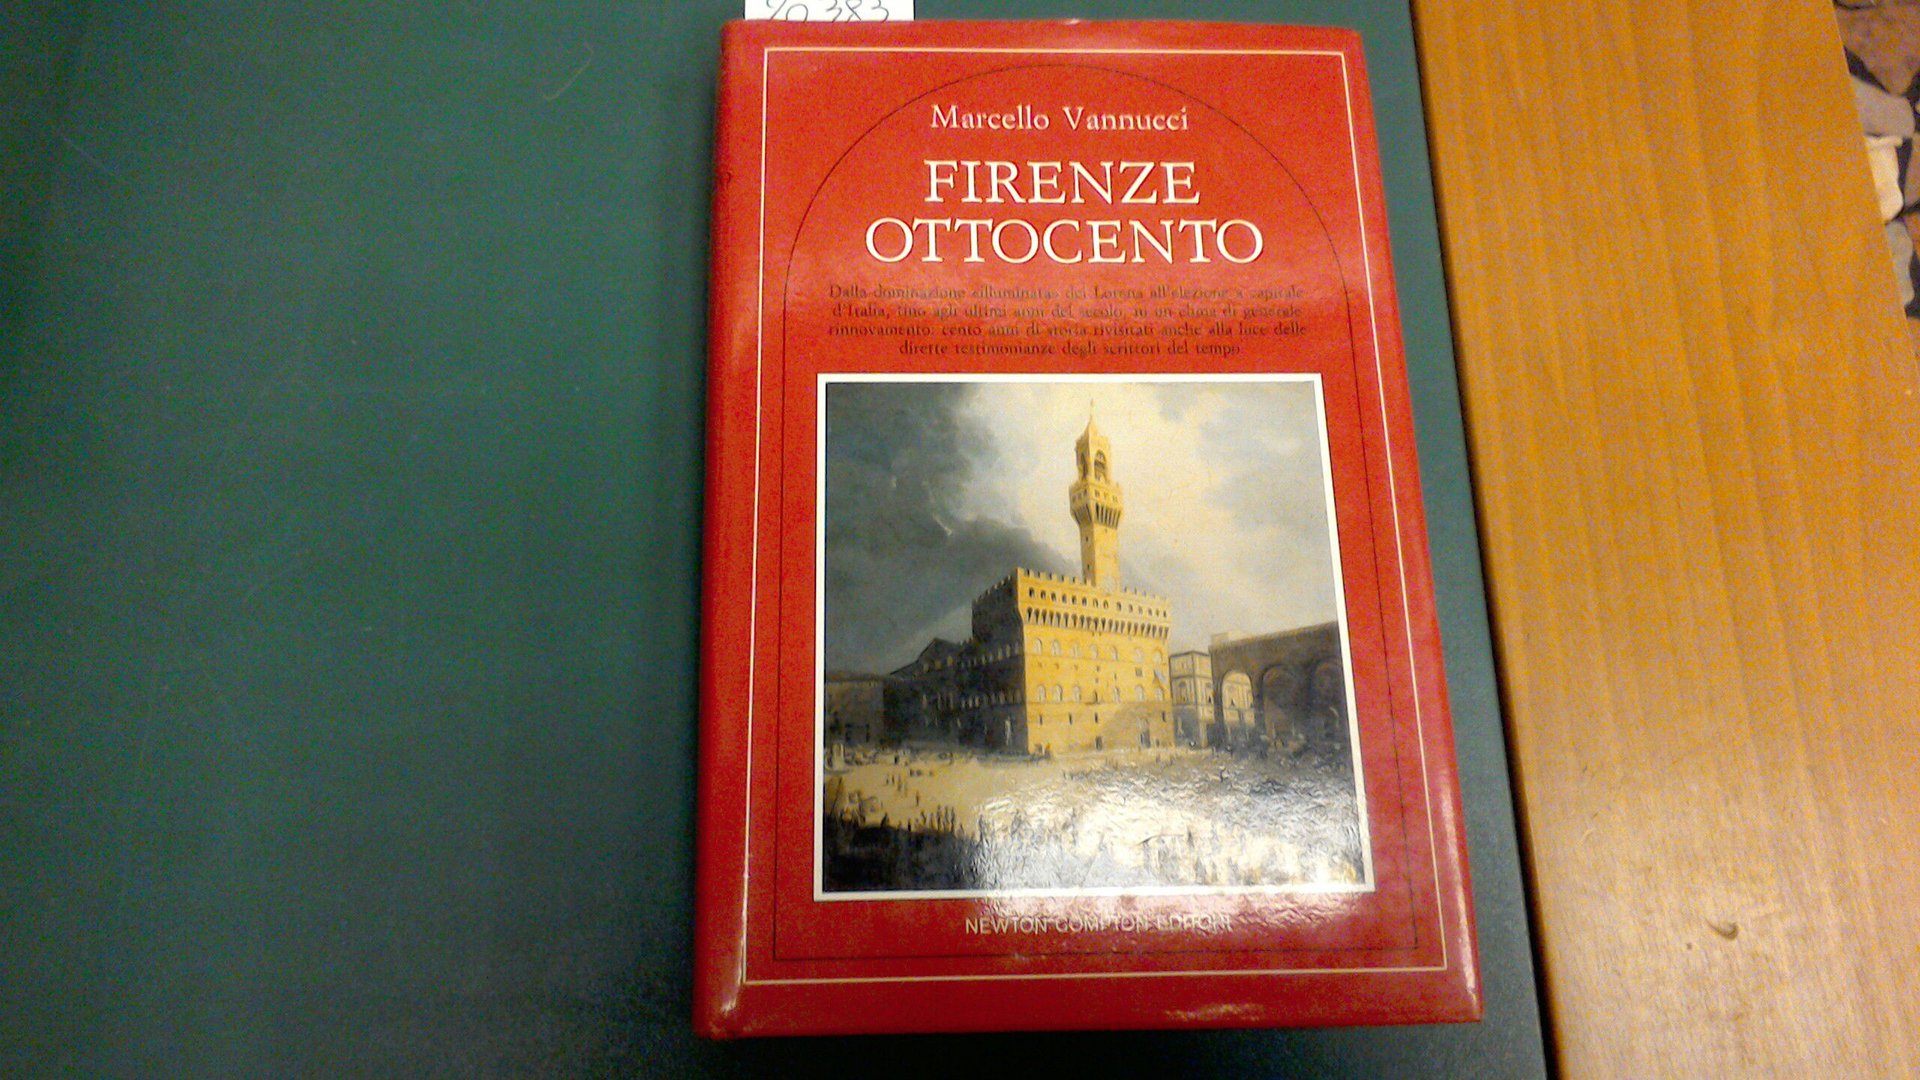 20383
Marcello Vannucci
FIRENZE
OTTOCENTO
Dalla dominazione «illuminata» dei Lorena all'elezione a capitale
d'Italia, fino agli ultimi anni del secolo, in un clima di generale
rinnovamento: cento anni di storia rivisitati anche alla luce delle
dirette testimonianze degli scrittori del tempo
NEWTON COMPTON EDITORI